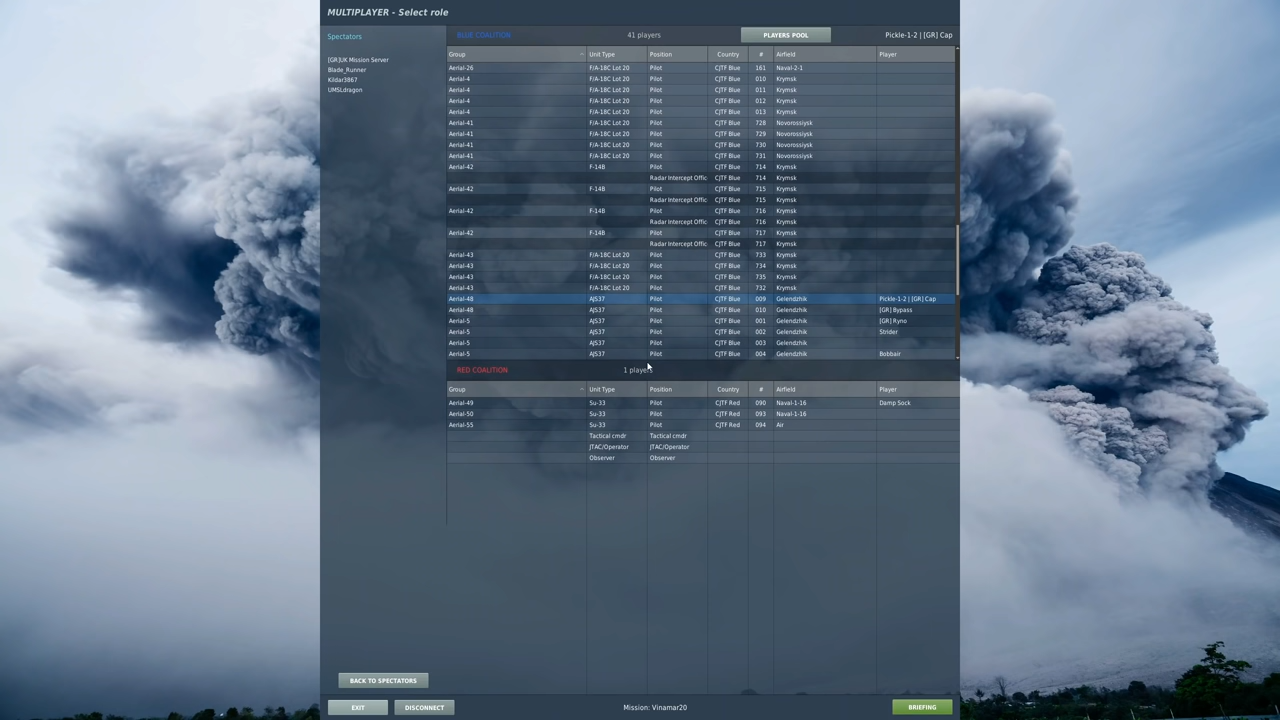 MULTIPLAYER - Select role
Spectators
[GR]UK Mission Server
Blade_Runner
Kildar3867
UMSLdragon
BLUE COALITION 41 players PLAYERS POOL Pickle-1-2 | [GR] Cap
Group Unit Type Position Country # Airfield Player
Aerial-26 F/A-18C Lot 20 Pilot CJTF Blue 161 Naval-2-1
Aerial-4 F/A-18C Lot 20 Pilot CJTF Blue 010 Krymsk
Aerial-4 F/A-18C Lot 20 Pilot CJTF Blue 011 Krymsk
Aerial-4 F/A-18C Lot 20 Pilot CJTF Blue 012 Krymsk
Aerial-4 F/A-18C Lot 20 Pilot CJTF Blue 013 Krymsk
Aerial-41 F/A-18C Lot 20 Pilot CJTF Blue 728 Novorossiysk
Aerial-41 F/A-18C Lot 20 Pilot CJTF Blue 729 Novorossiysk
Aerial-41 F/A-18C Lot 20 Pilot CJTF Blue 730 Novorossiysk
Aerial-41 F/A-18C Lot 20 Pilot CJTF Blue 731 Novorossiysk
Aerial-42 F-14B Pilot CJTF Blue 714 Krymsk
Radar Intercept Offic CJTF Blue 714 Krymsk
Aerial-42 F-14B Pilot CJTF Blue 715 Krymsk
Radar Intercept Offic CJTF Blue 715 Krymsk
Aerial-42 F-14B Pilot CJTF Blue 716 Krymsk
Radar Intercept Offic CJTF Blue 716 Krymsk
Aerial-42 F-14B Pilot CJTF Blue 717 Krymsk
Radar Intercept Offic CJTF Blue 717 Krymsk
Aerial-43 F/A-18C Lot 20 Pilot CJTF Blue 733 Krymsk
Aerial-43 F/A-18C Lot 20 Pilot CJTF Blue 734 Krymsk
Aerial-43 F/A-18C Lot 20 Pilot CJTF Blue 735 Krymsk
Aerial-43 F/A-18C Lot 20 Pilot CJTF Blue 732 Krymsk
Aerial-48 AJS37 Pilot CJTF Blue 009 Gelendzhik Pickle-1-2 | [GR] Cap
Aerial-48 AJS37 Pilot CJTF Blue 010 Gelendzhik [GR] Bypass
Aerial-5 AJS37 Pilot CJTF Blue 001 Gelendzhik [GR] Ryno
Aerial-5 AJS37 Pilot CJTF Blue 002 Gelendzhik Strider
Aerial-5 AJS37 Pilot CJTF Blue 003 Gelendzhik
Aerial-5 AJS37 Pilot CJTF Blue 004 Gelendzhik Bobbair
RED COALITION 1 players
Group Unit Type Position Country # Airfield Player
Aerial-49 Su-33 Pilot CJTF Red 090 Naval-1-16 Damp Sock
Aerial-50 Su-33 Pilot CJTF Red 093 Naval-1-16
Aerial-55 Su-33 Pilot CJTF Red 094 Air
Tactical cmdr Tactical cmdr
JTAC/Operator JTAC/Operator
Observer Observer
BACK TO SPECTATORS
EXIT DISCONNECT Mission: Vinamar20 BRIEFING